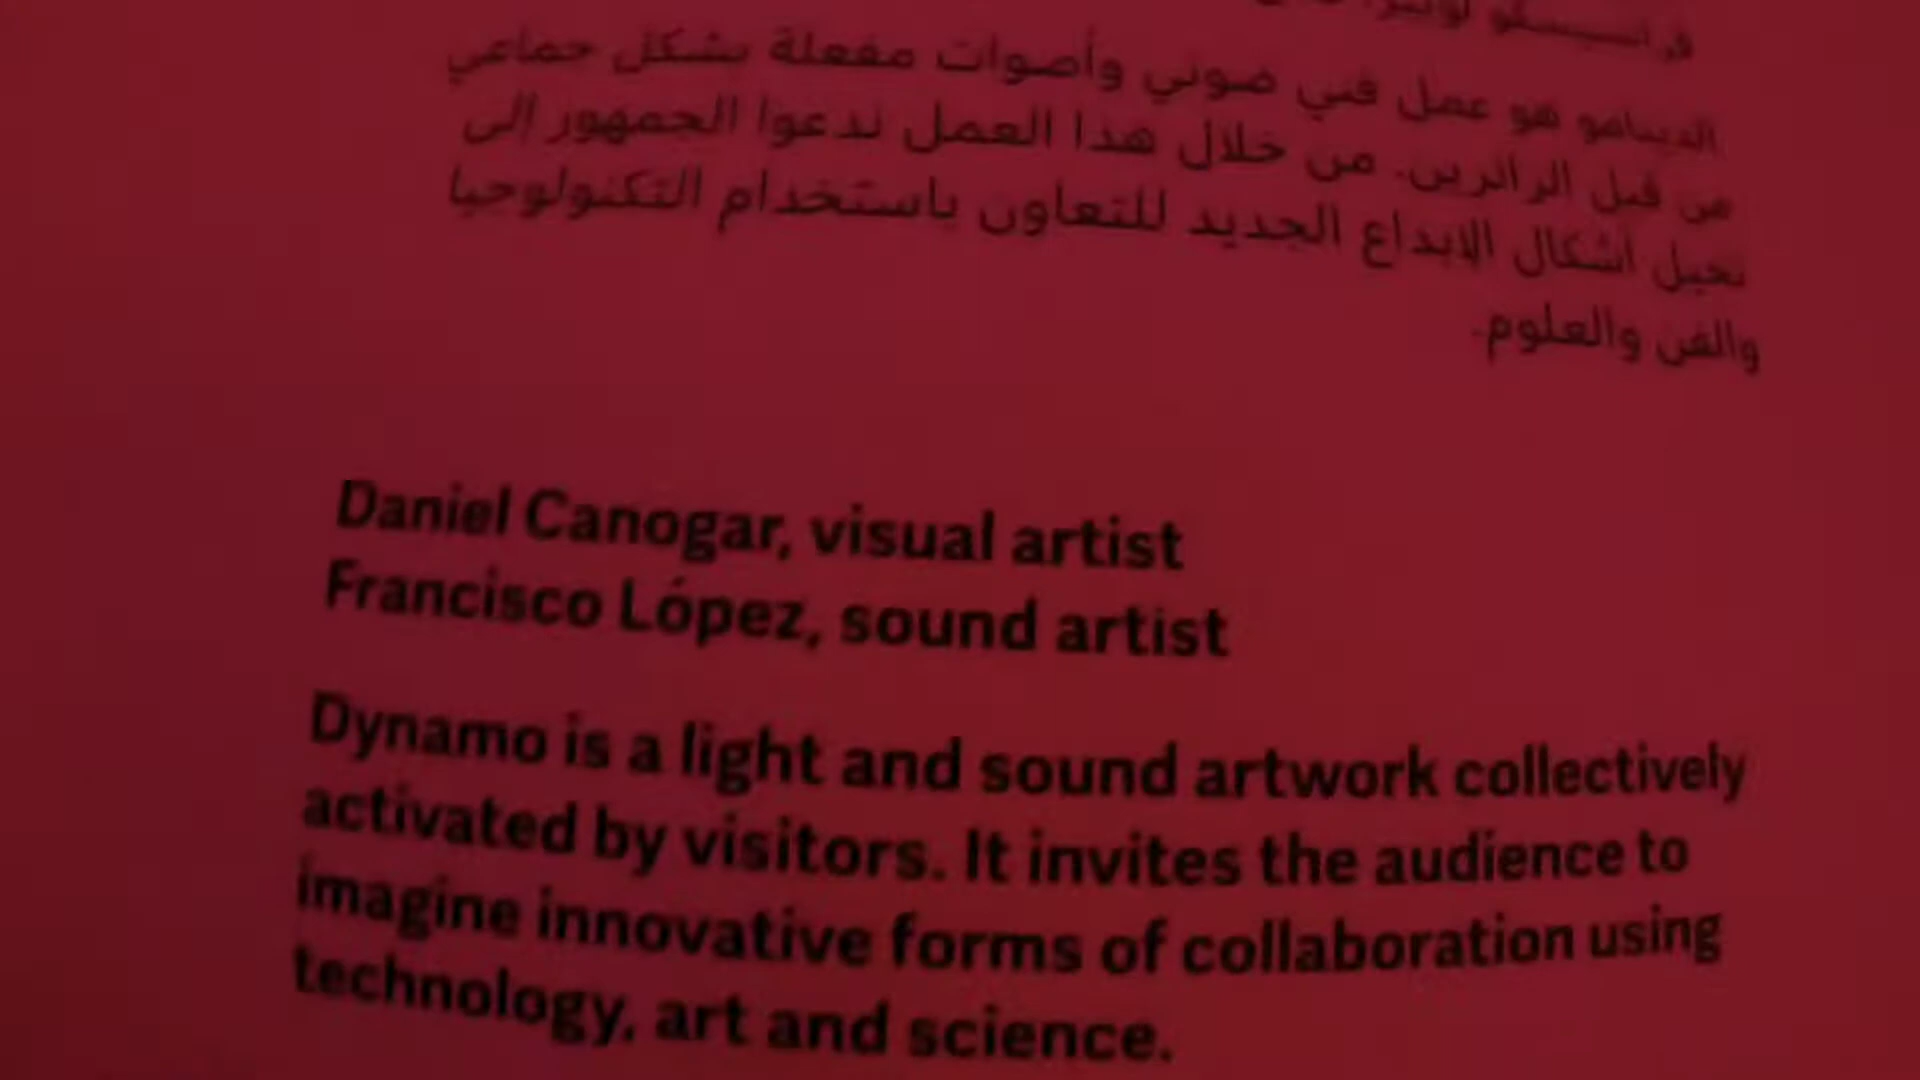 فرانسيسكو لوبيز،
الدينامو هو عمل فني ضوئي وأصوات مفعلة بشكل جماعي
من قبل الزائرين. من خلال هذا العمل ندعوا الجمهور إلى
تخيل أشكال الإبداع الجديد للتعاون باستخدام التكنولوجيا
والفن والعلوم.
Daniel Canogar, visual artist
Francisco López, sound artist
Dynamo is a light and sound artwork collectively
activated by visitors. It invites the audience to
imagine innovative forms of collaboration using
technology, art and science.